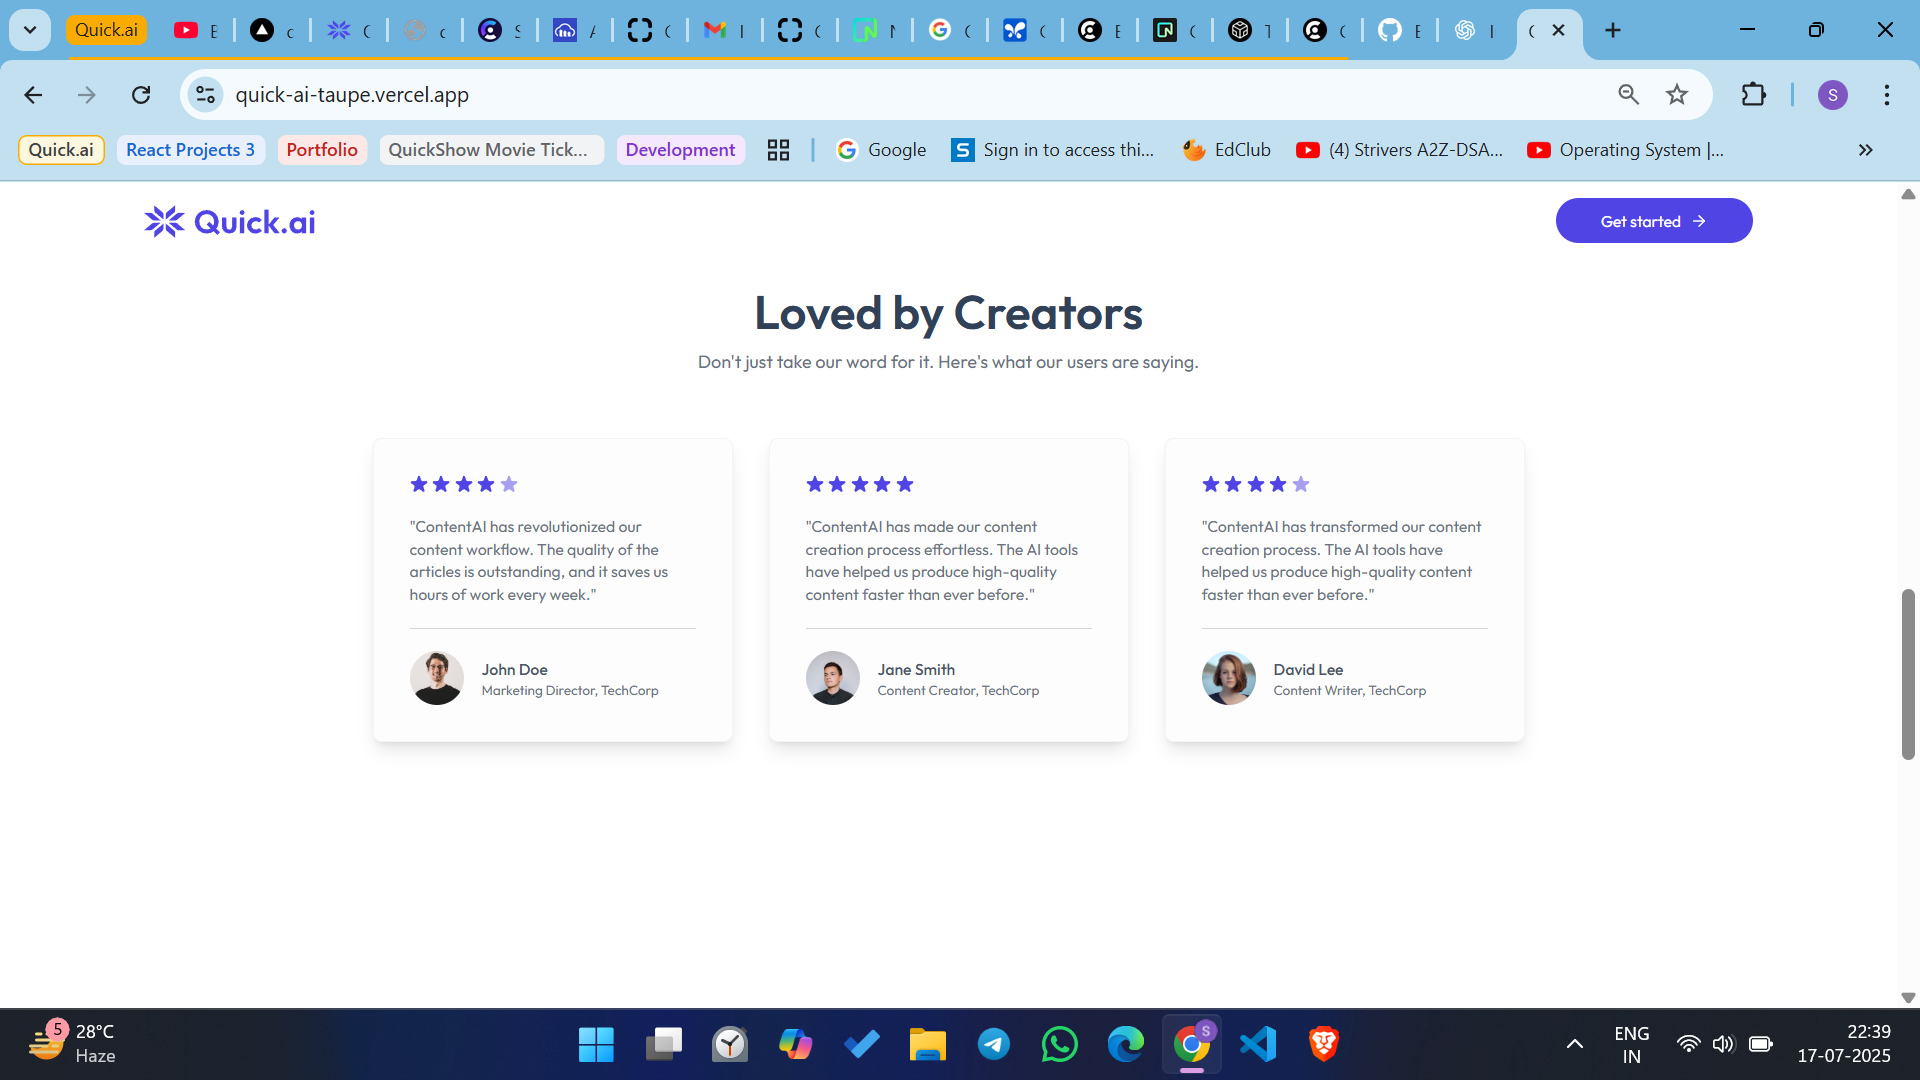 Quick.ai
quick-ai-taupe.vercel.app
S
Quick.ai
React Projects 3
Portfolio
QuickShow Movie Tick...
Development
Google
Sign in to access thi...
EdClub
(4) Strivers A2Z-DSA...
Operating System |...
Quick.ai
Get started →
Loved by Creators
Don't just take our word for it. Here's what our users are saying.
"ContentAI has revolutionized our
content workflow. The quality of the
articles is outstanding, and it saves us
hours of work every week."
John Doe
Marketing Director, TechCorp
"ContentAI has made our content
creation process effortless. The AI tools
have helped us produce high-quality
content faster than ever before."
Jane Smith
Content Creator, TechCorp
"ContentAI has transformed our content
creation process. The AI tools have
helped us produce high-quality content
faster than ever before."
David Lee
Content Writer, TechCorp
5
28°C
Haze
S
ENG
IN
22:39
17-07-2025